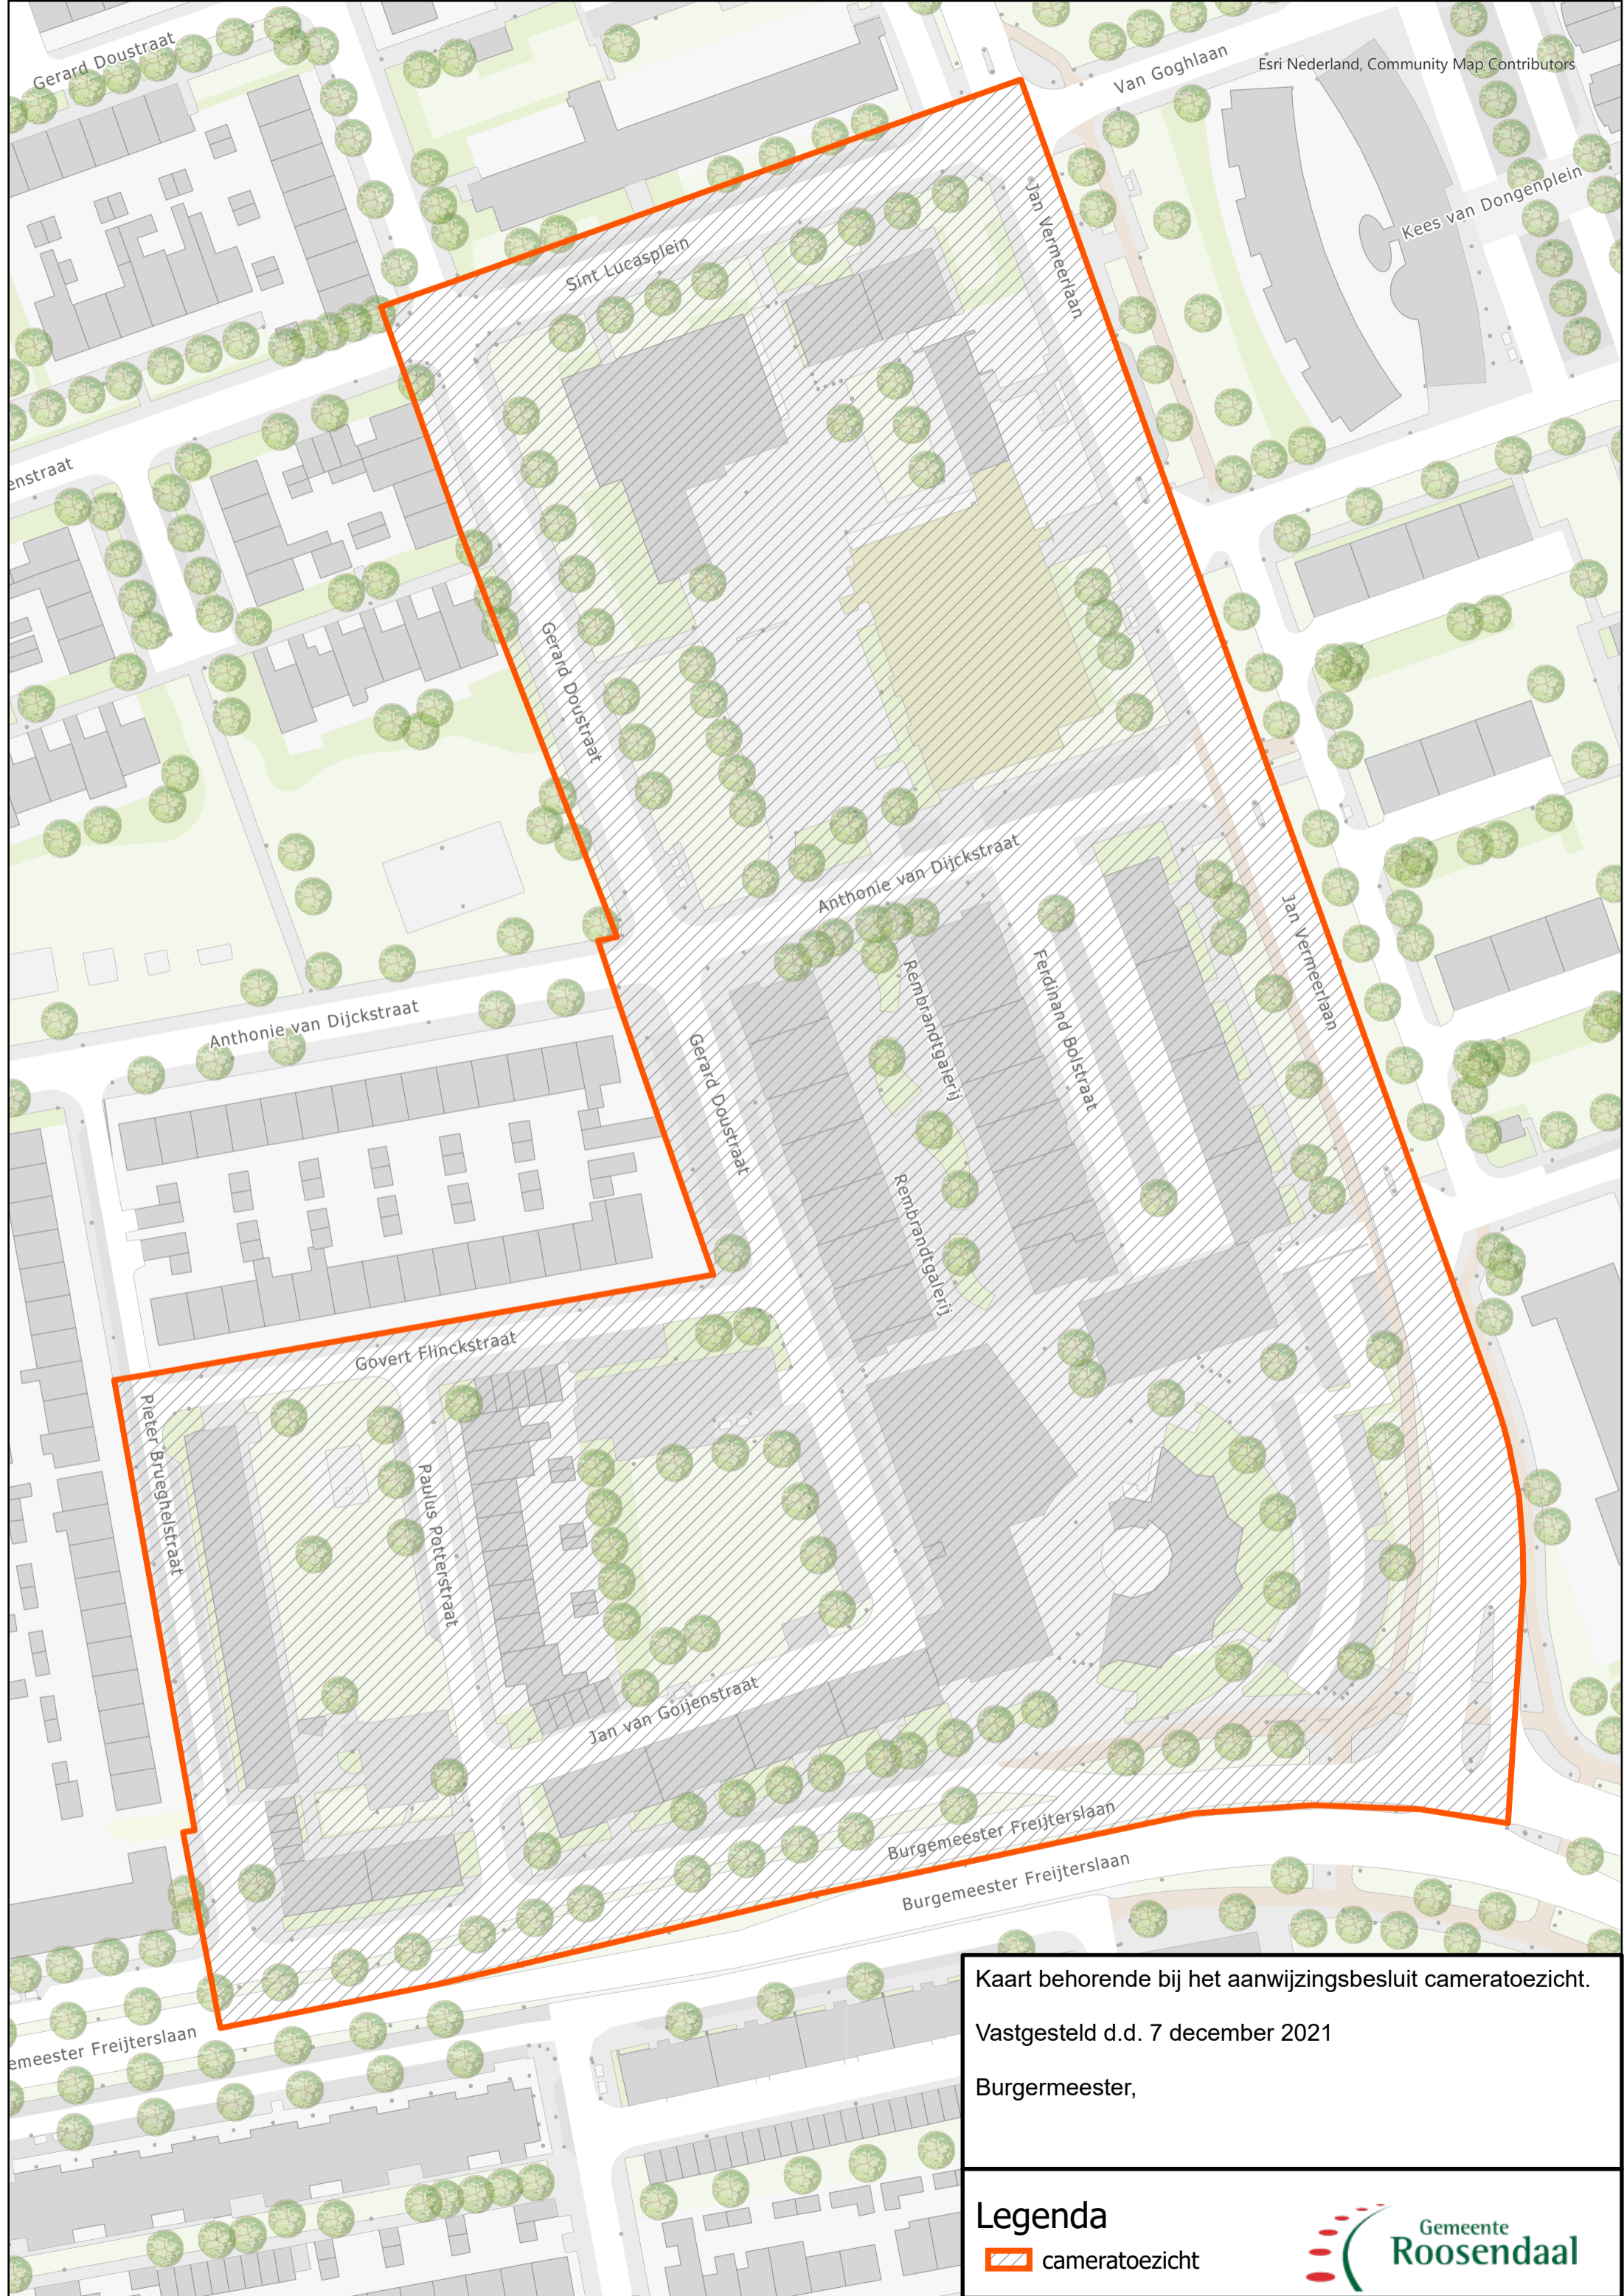 Gerard Doustraat
Van Goghlaan
Esri Nederland, Community Map Contributors
Kees van Dongenplein
Jan Vermeerlaan
Sint Lucasplein
enstraat
Gerard Doustraat
Anthonie van Dijckstraat
Jan Vermeerlaan
Rembrandtgalerij
Ferdinand Bolstraat
Anthonie van Dijckstraat
Gerard Doustraat
Rembrandtgalerij
Govert Flinckstraat
Pieter Brueghelstraat
Paulus Potterstraat
Jan van Goijenstraat
Burgemeester Freijterslaan
Burgemeester Freijterslaan
emeester Freijterslaan
Kaart behorende bij het aanwijzingsbesluit cameratoezicht.
Vastgesteld d.d. 7 december 2021
Burgermeester,
Legenda
cameratoezicht
Gemeente
Roosendaal